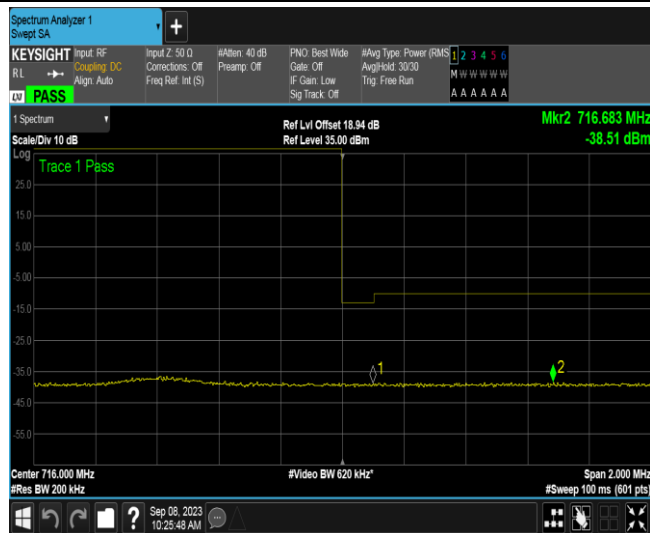 Spectrum Analyzer 1
Swept SA
+
KEYSIGHT Input: RF Input Z: 50 Ω #Atten: 40 dB PNO: Best Wide #Avg Type: Power (RMS 1 2 3 4 5 6
RL Coupling: DC Corrections: Off Preamp: Off Gate: Off Avg|Hold: 30/30 M W W W W W
Align: Auto Freq Ref: Int (S) IF Gain: Low Trig: Free Run
LXI PASS Sig Track: Off A A A A A A
1 Spectrum Ref Lvl Offset 18.94 dB Mkr2 716.683 MHz
Scale/Div 10 dB Ref Level 35.00 dBm -38.51 dBm
Log
Trace 1 Pass
25.0
15.0
5.00
-5.00
-15.0
-25.0
-35.0
1
2
-45.0
-55.0
Center 716.000 MHz #Video BW 620 kHz* Span 2.000 MHz
#Res BW 200 kHz #Sweep 100 ms (601 pts)
? Sep 08, 2023
10:25:48 AM